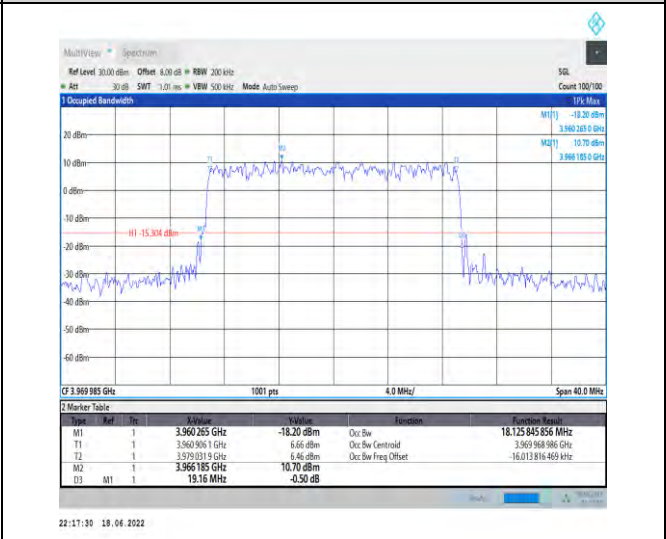 MultiView Spectrum
Ref Level 30.00 dBm Offset 8.09 dB RBW 200 kHz SGL
Att 30 dB SWT 1.01 ms VBW 500 kHz Mode Auto Sweep Count 100/100
1 Occupied Bandwidth 1Pk Max
M1[1] -18.20 dBm
3.960 265 0 GHz
M2[1] 10.70 dBm
3.966 185 0 GHz
20 dBm
10 dBm
0 dBm
-10 dBm
H1 -15.304 dBm
-20 dBm
-30 dBm
-40 dBm
-50 dBm
-60 dBm
T1
M2
CF 3.969 985 GHz 1001 pts 4.0 MHz/ Span 40.0 MHz
2 Marker Table
Type Ref Trc X-Value Y-Value Function Function Result
M1 1 3.960 265 GHz -18.20 dBm Occ Bw 18.125 845 856 MHz
T1 1 3.960 906 1 GHz 6.66 dBm Occ Bw Centroid 3.969 968 986 GHz
T2 1 3.979 031 9 GHz 6.46 dBm Occ Bw Freq Offset -16.013 816 469 kHz
M2 1 3.966 185 GHz 10.70 dBm
D3 M1 1 19.16 MHz -0.50 dB
22:17:30 18.06.2022